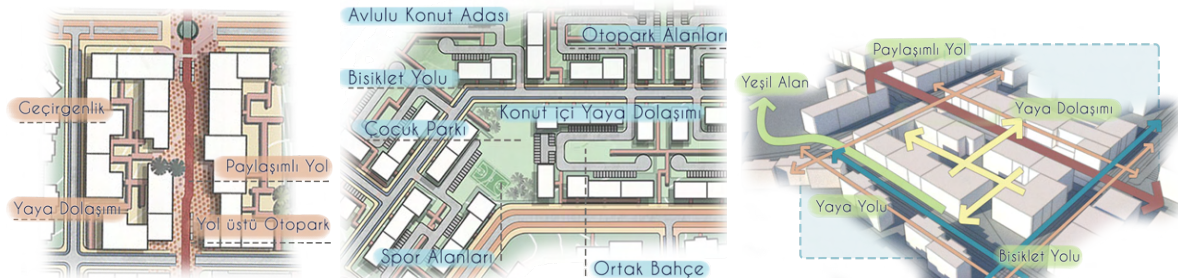 Geçirgenlik
Paylaşımlı Yol
Yaya Dolaşımı
Yol üstü Otopark
Avlulu Konut Adası
Otopark Alanları
Bisiklet Yolu
Konut içi Yaya Dolaşımı
Çocuk Parkı
Spor Alanları
Ortak Bahçe
Paylaşımlı Yol
Yeşil Alan
Yaya Dolaşımı
Yaya Yolu
Bisiklet Yolu